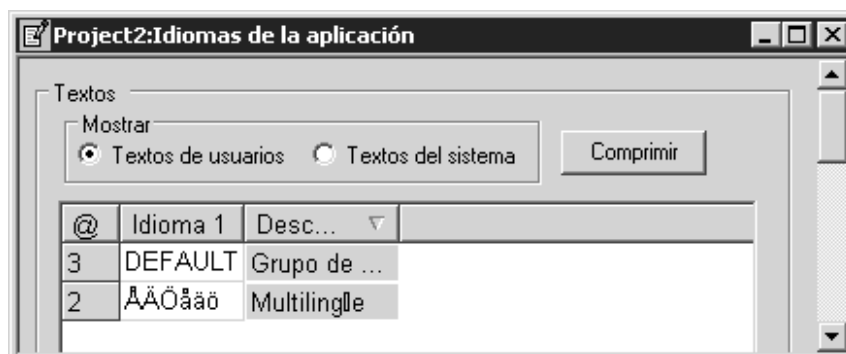 Project2:Idiomas de la aplicación
Textos
Mostrar
Textos de usuarios Textos del sistema Comprimir
@ Idioma 1 Desc...
3 DEFAULT Grupo de ...
2 ÅÄÖåäö Multiling▯e